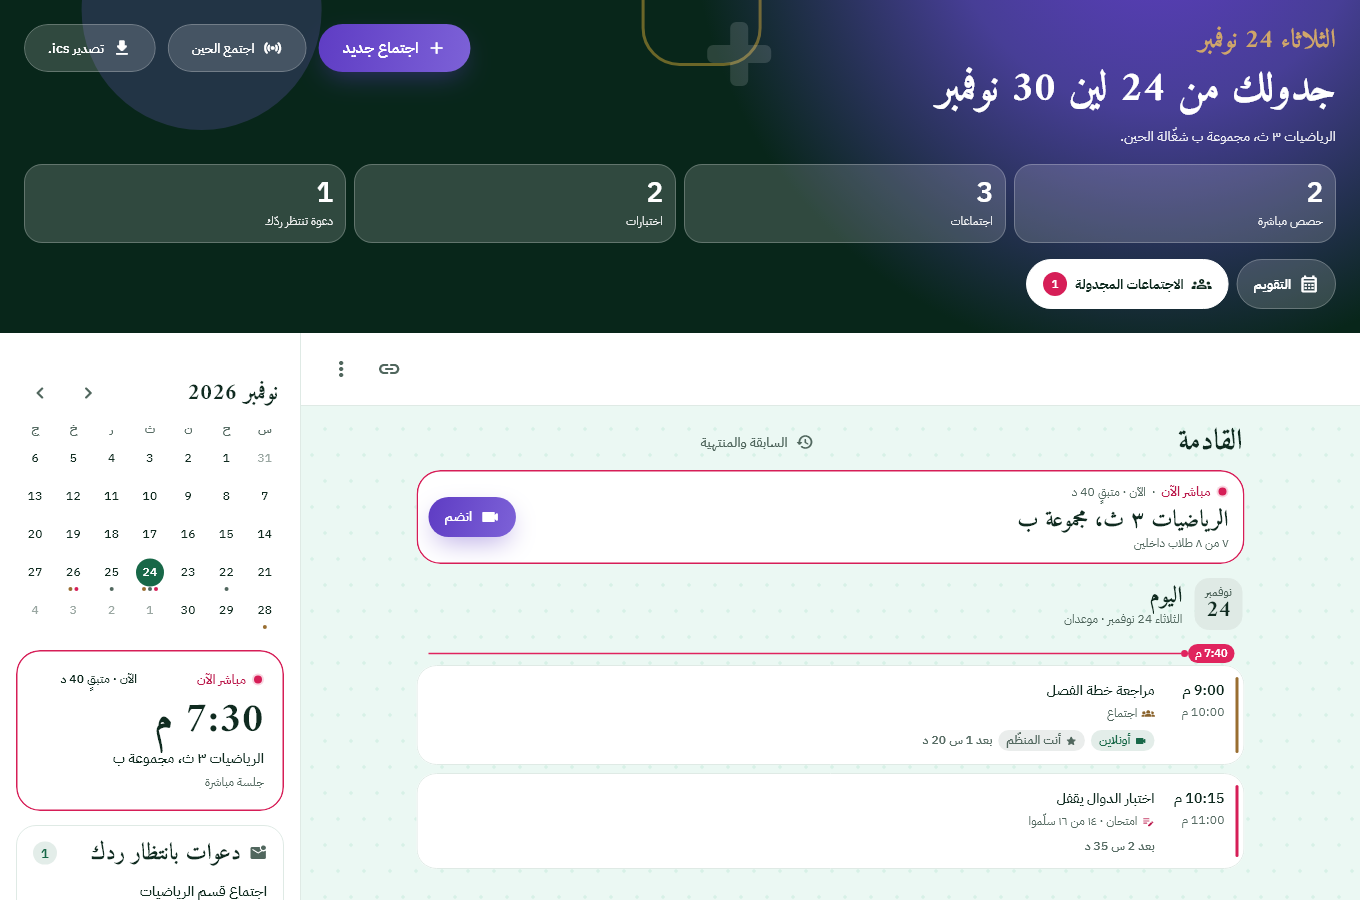 الثلاثاء 24 نوفمبر
جدولك من 24 لين 30 نوفمبر
الرياضيات ٣ ث، مجموعة ب شغّالة الحين.
اجتماع جديد
اجتمع الحين
تصدير ics.
2
حصص مباشرة
3
اجتماعات
2
اختبارات
1
دعوة تنتظر ردّك
التقويم
الاجتماعات المجدولة 1
القادمة
السابقة والمنتهية
مباشر الآن · الآن · متبقٍ 40 د
الرياضيات ٣ ث، مجموعة ب
٧ من ٨ طلاب داخلين
انضم
نوفمبر
24
اليوم
الثلاثاء 24 نوفمبر · موعدان
7:40 م
9:00 م
10:00 م
مراجعة خطة الفصل
اجتماع
أونلاين
أنت المنظّم
بعد 1 س 20 د
10:15 م
11:00 م
اختبار الدوال يقفل
امتحان · ١٤ من ١٦ سلّموا
بعد 2 س 35 د
نوفمبر 2026
س ح ن ث ر خ ج
31 1 2 3 4 5 6
7 8 9 10 11 12 13
14 15 16 17 18 19 20
21 22 23 24 25 26 27
28 29 30 1 2 3 4
مباشر الآن
الآن · متبقٍ 40 د
7:30 م
الرياضيات ٣ ث، مجموعة ب
جلسة مباشرة
دعوات بانتظار ردك
1
اجتماع قسم الرياضيات